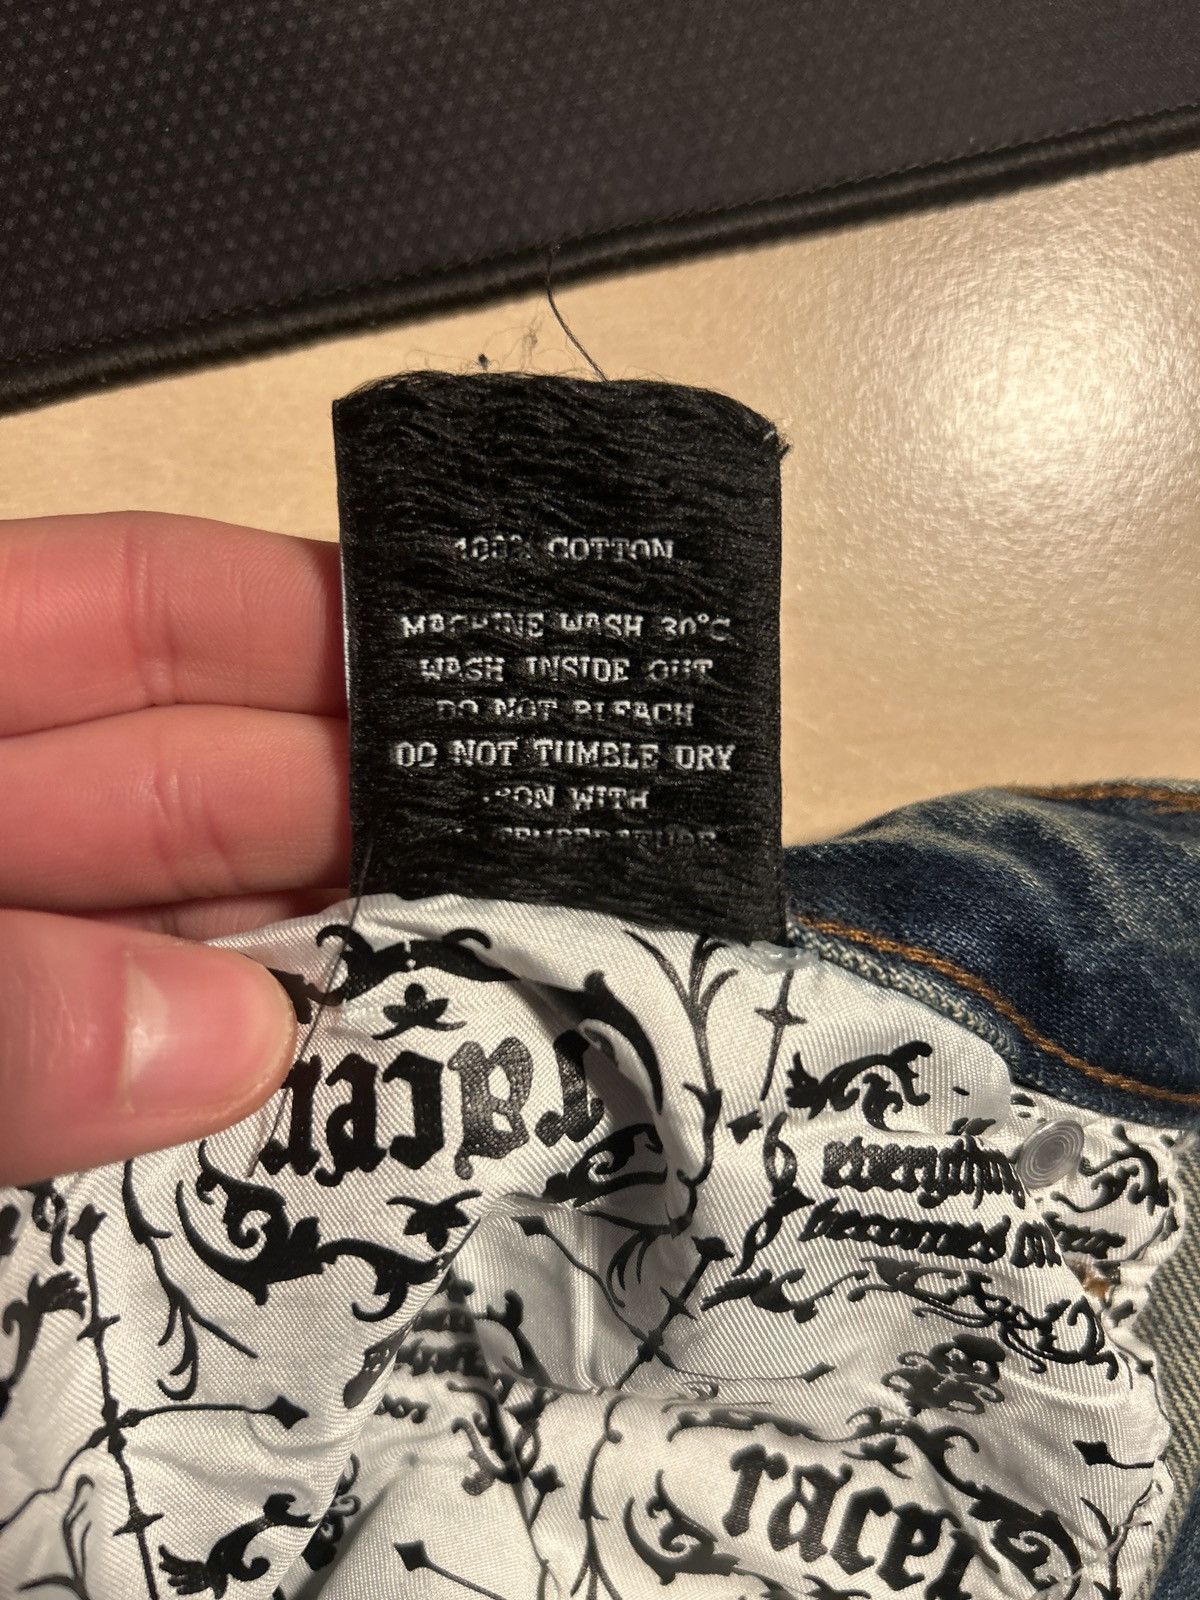 100% COTTON
MACHINE WASH 30°C
WASH INSIDE OUT
DO NOT BLEACH
DO NOT TUMBLE DRY
IRON WITH
TEMPERATURE
racer
everything
becomes
racer